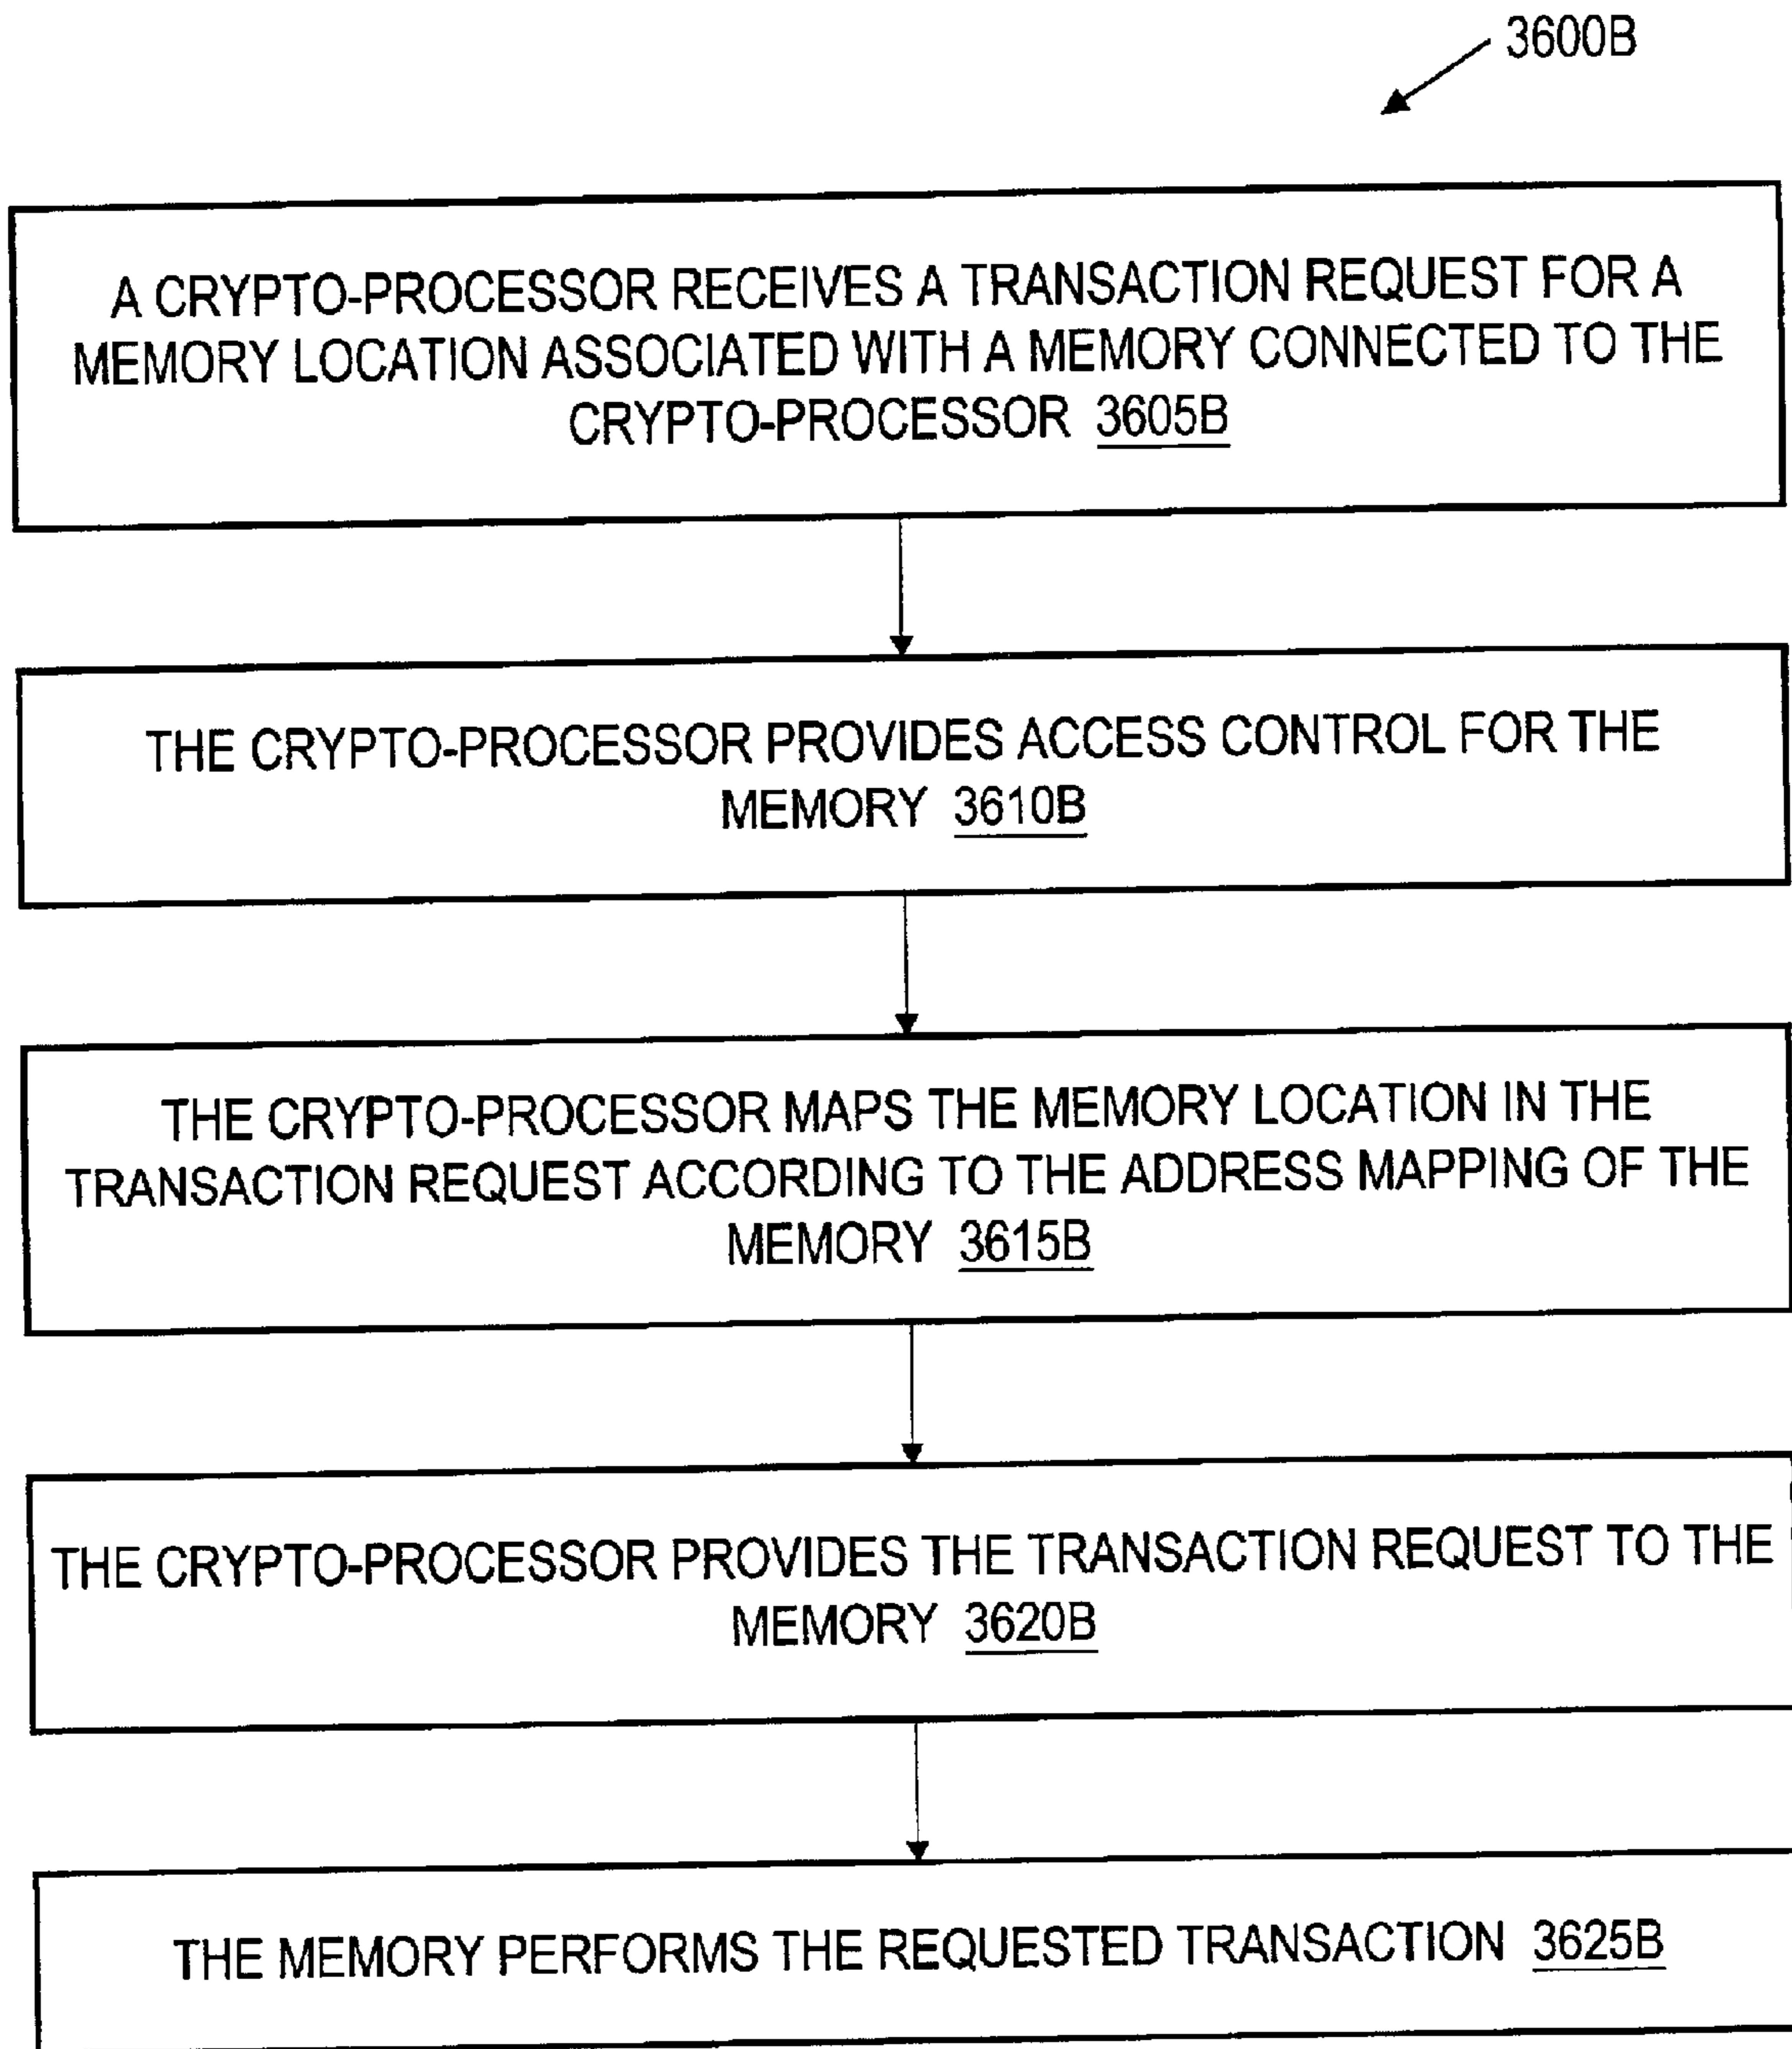 3600B
A CRYPTO-PROCESSOR RECEIVES A TRANSACTION REQUEST FOR A
MEMORY LOCATION ASSOCIATED WITH A MEMORY CONNECTED TO THE
CRYPTO-PROCESSOR 3605B
THE CRYPTO-PROCESSOR PROVIDES ACCESS CONTROL FOR THE
MEMORY 3610B
THE CRYPTO-PROCESSOR MAPS THE MEMORY LOCATION IN THE
TRANSACTION REQUEST ACCORDING TO THE ADDRESS MAPPING OF THE
MEMORY 3615B
THE CRYPTO-PROCESSOR PROVIDES THE TRANSACTION REQUEST TO THE
MEMORY 3620B
THE MEMORY PERFORMS THE REQUESTED TRANSACTION 3625B